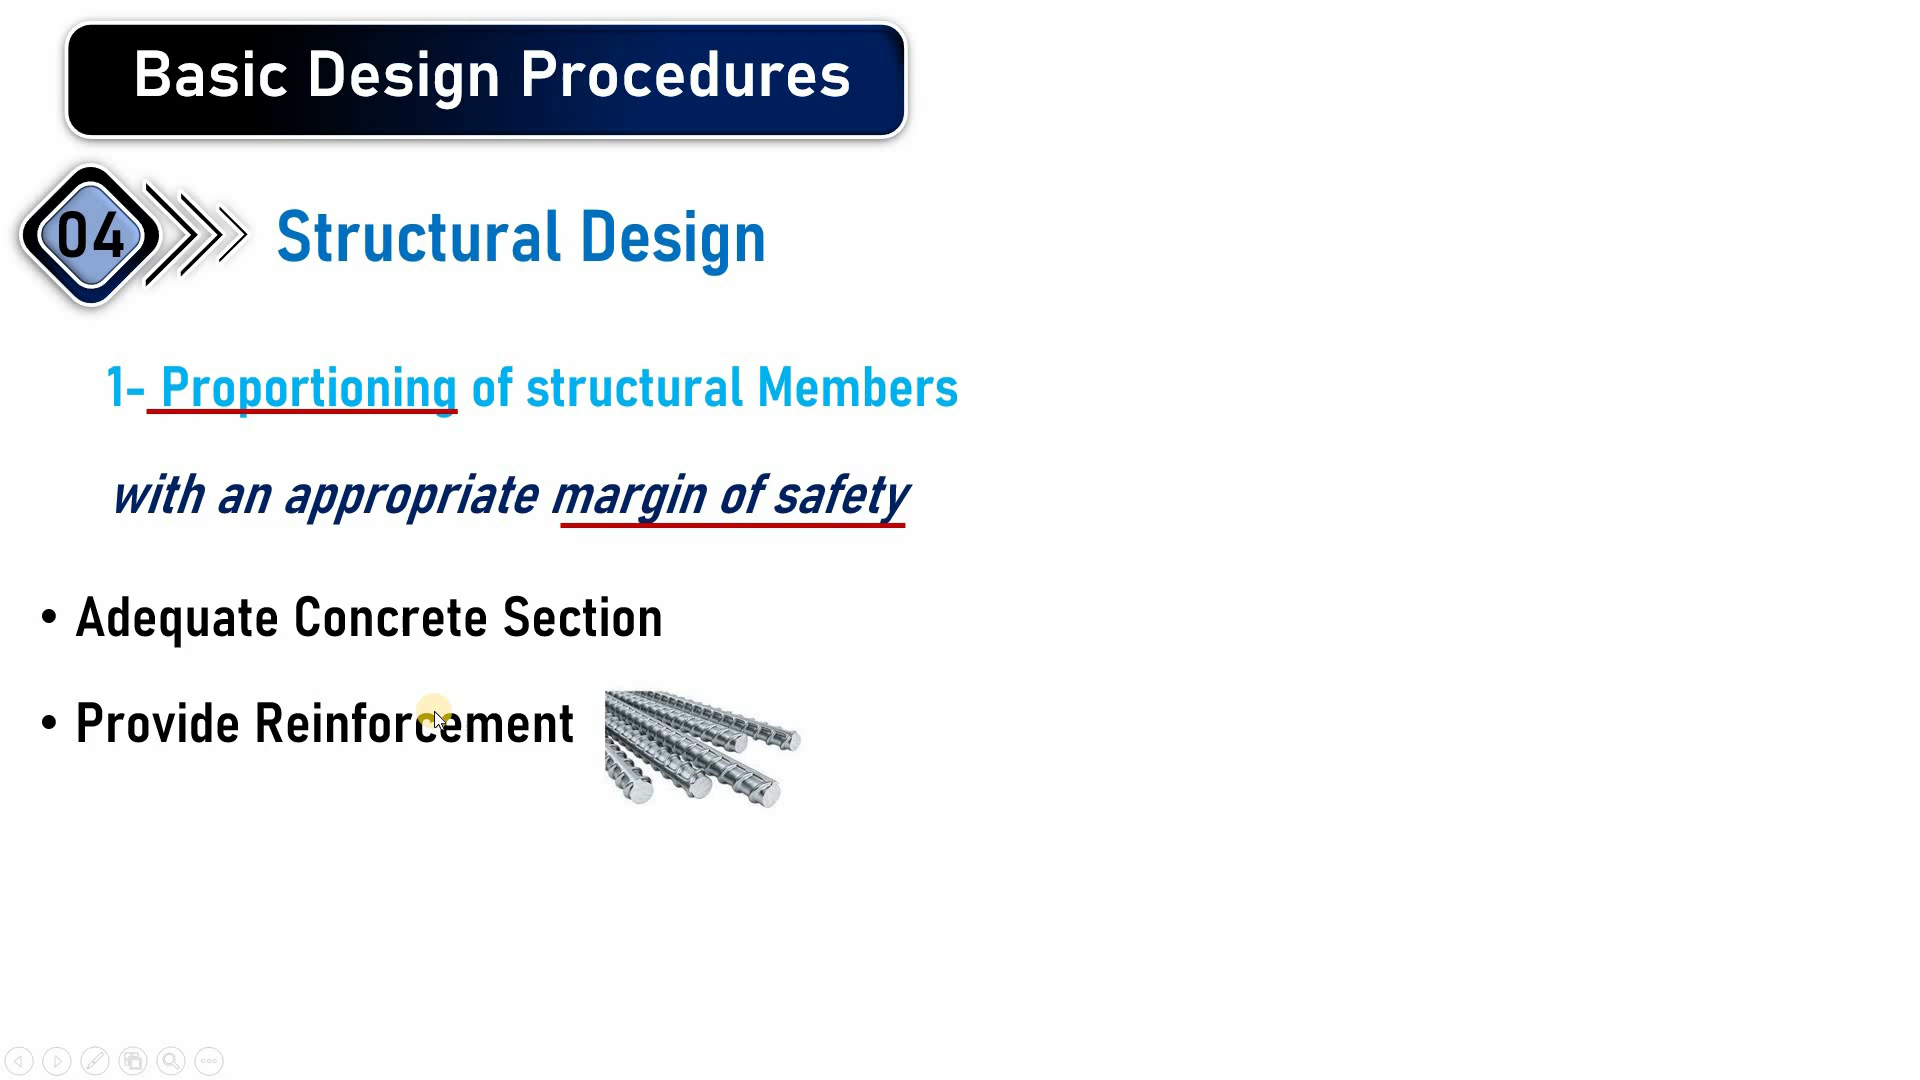 Basic Design Procedures
04
Structural Design
1- Proportioning of structural Members
with an appropriate margin of safety
• Adequate Concrete Section
• Provide Reinforcement